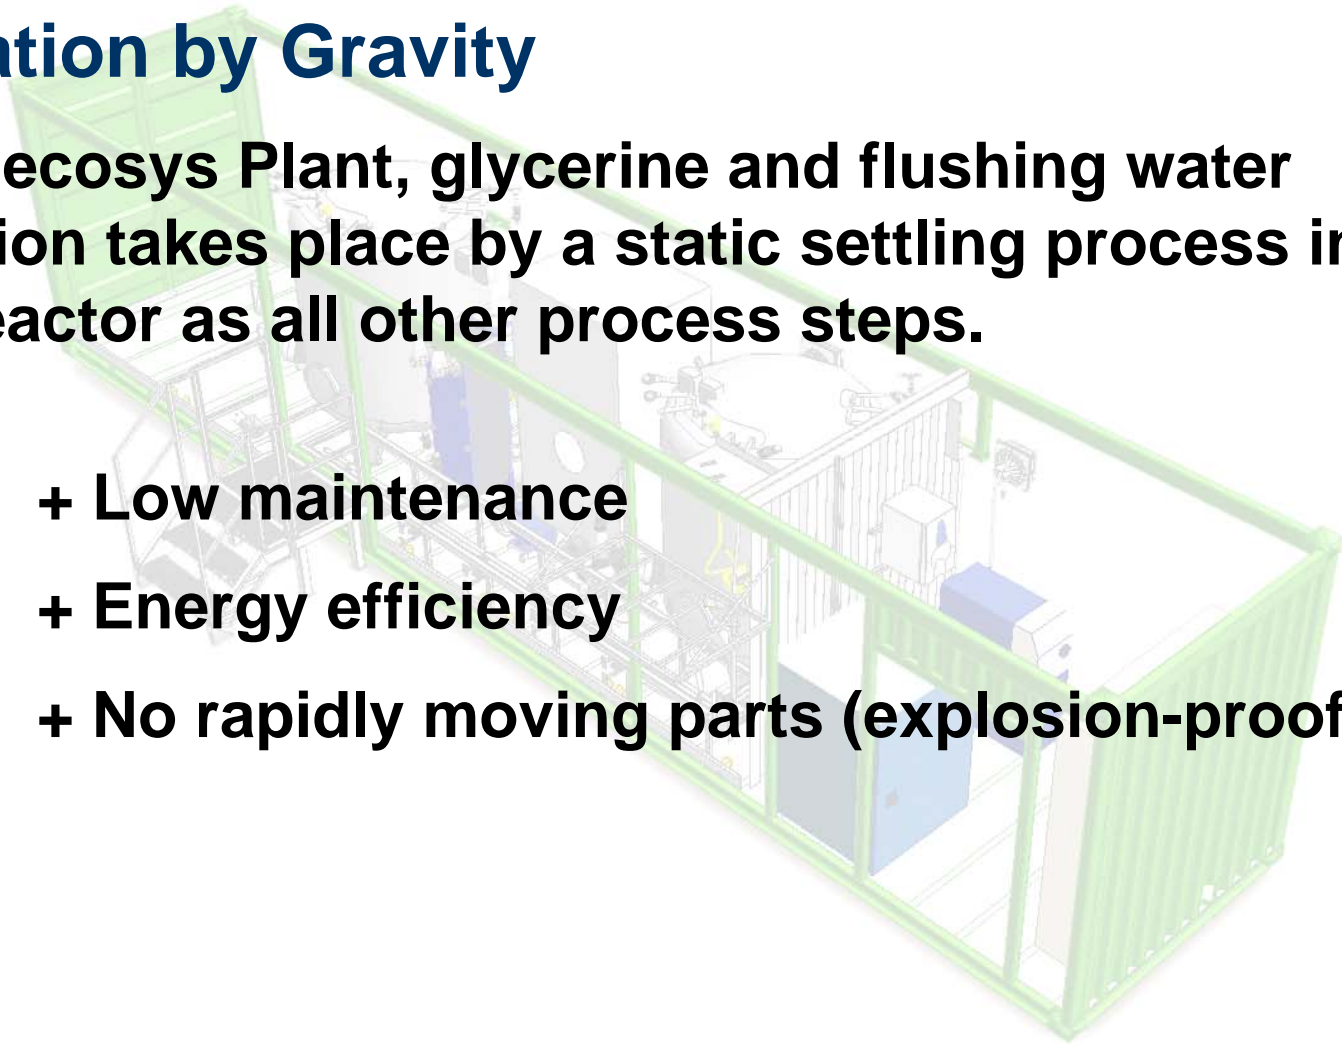 ation by Gravity
ecosys Plant, glycerine and flushing water
ion takes place by a static settling process in
eactor as all other process steps.
+ Low maintenance
+ Energy efficiency
+ No rapidly moving parts (explosion-proof